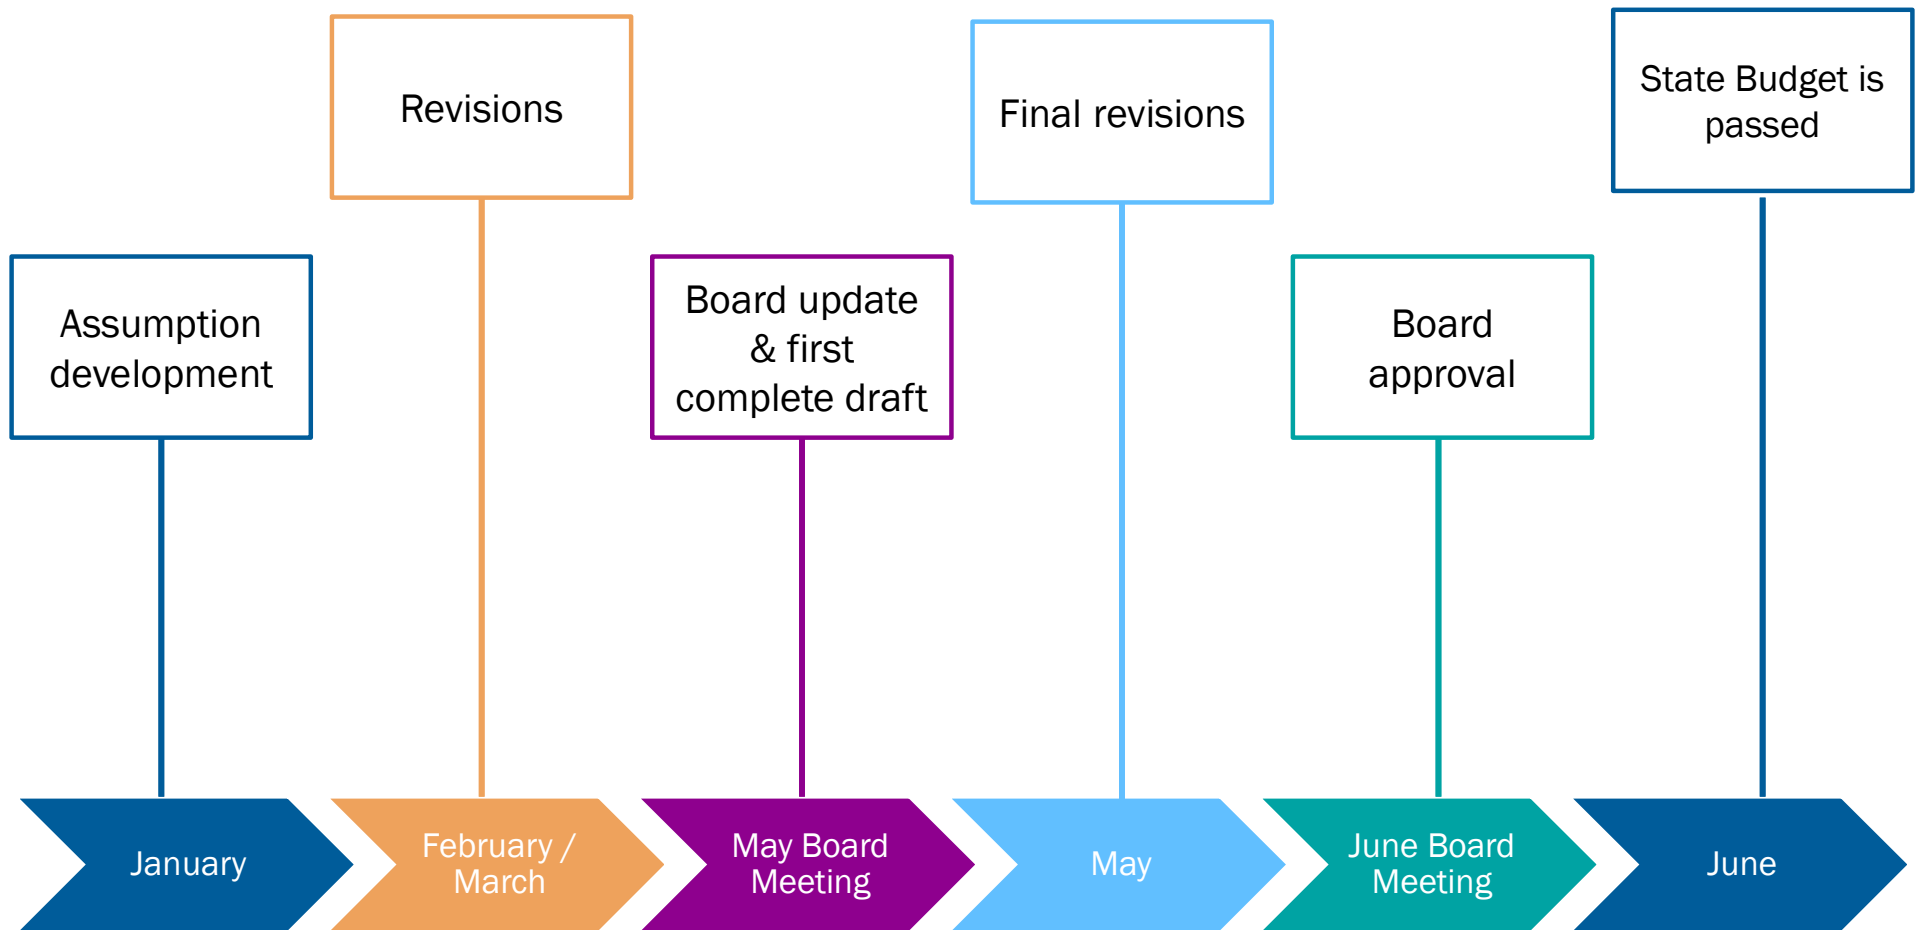 Revisions
Final revisions
State Budget is
passed
Assumption
development
Board update
& first
complete draft
Board
approval
January
February /
March
May Board
Meeting
May
June Board
Meeting
June